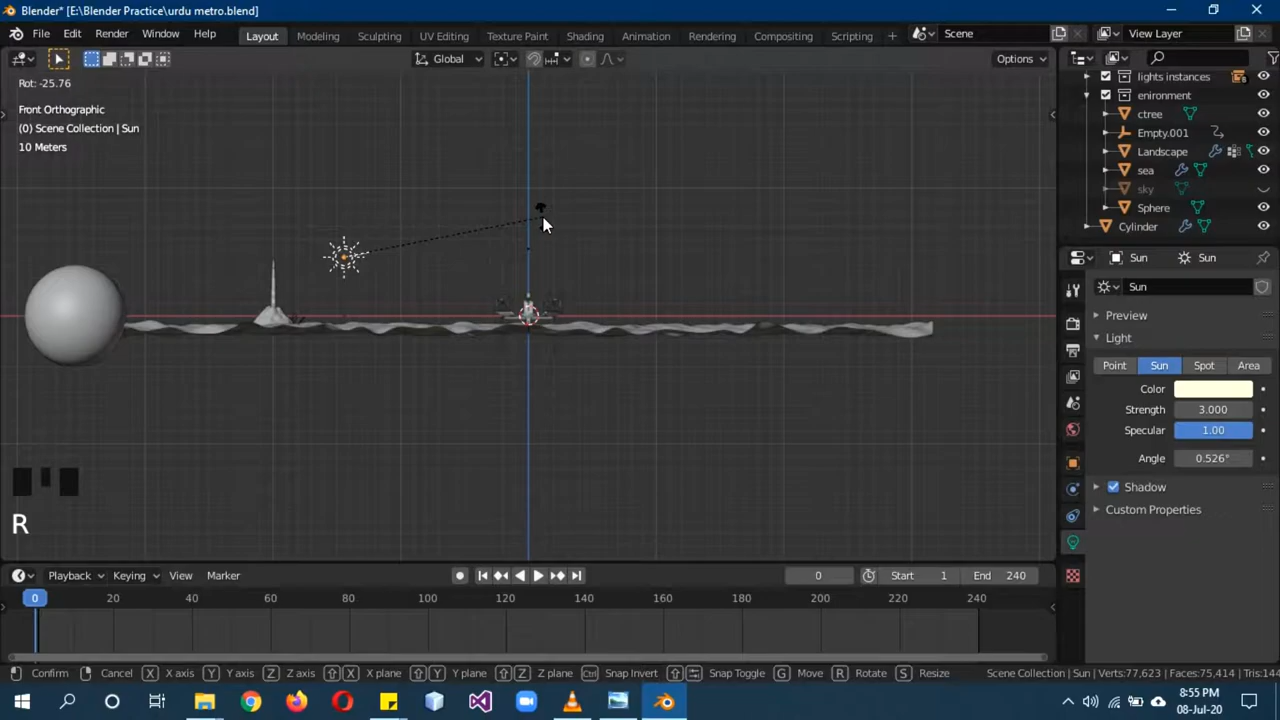 Blender* [E:\Blender Practice\urdu metro.blend]
File Edit Render Window Help Layout Modeling Sculpting UV Editing Texture Paint Shading Animation Rendering Compositing Scripting + Scene View Layer
Global Options
Rot: -25.76
Front Orthographic
(0) Scene Collection | Sun
10 Meters
lights instances
enironment
ctree
Empty.001
Landscape
sea
sky
Sphere
Cylinder
Sun Sun
Sun
Preview
Light
Point Sun Spot Area
Color
Strength 3.000
Specular 1.00
Angle 0.526°
Shadow
Custom Properties
R
Playback Keying View Marker 0 Start 1 End 240
0 20 40 60 80 100 120 140 160 180 200 220 240
Confirm Cancel X X axis Y Y axis Z Z axis X X plane Y Y plane Z Z plane Ctrl Snap Invert Snap Toggle G Move R Rotate S Resize Scene Collection | Sun | Verts:77,623 | Faces:75,414 | Tris:144
8:55 PM
08-Jul-20